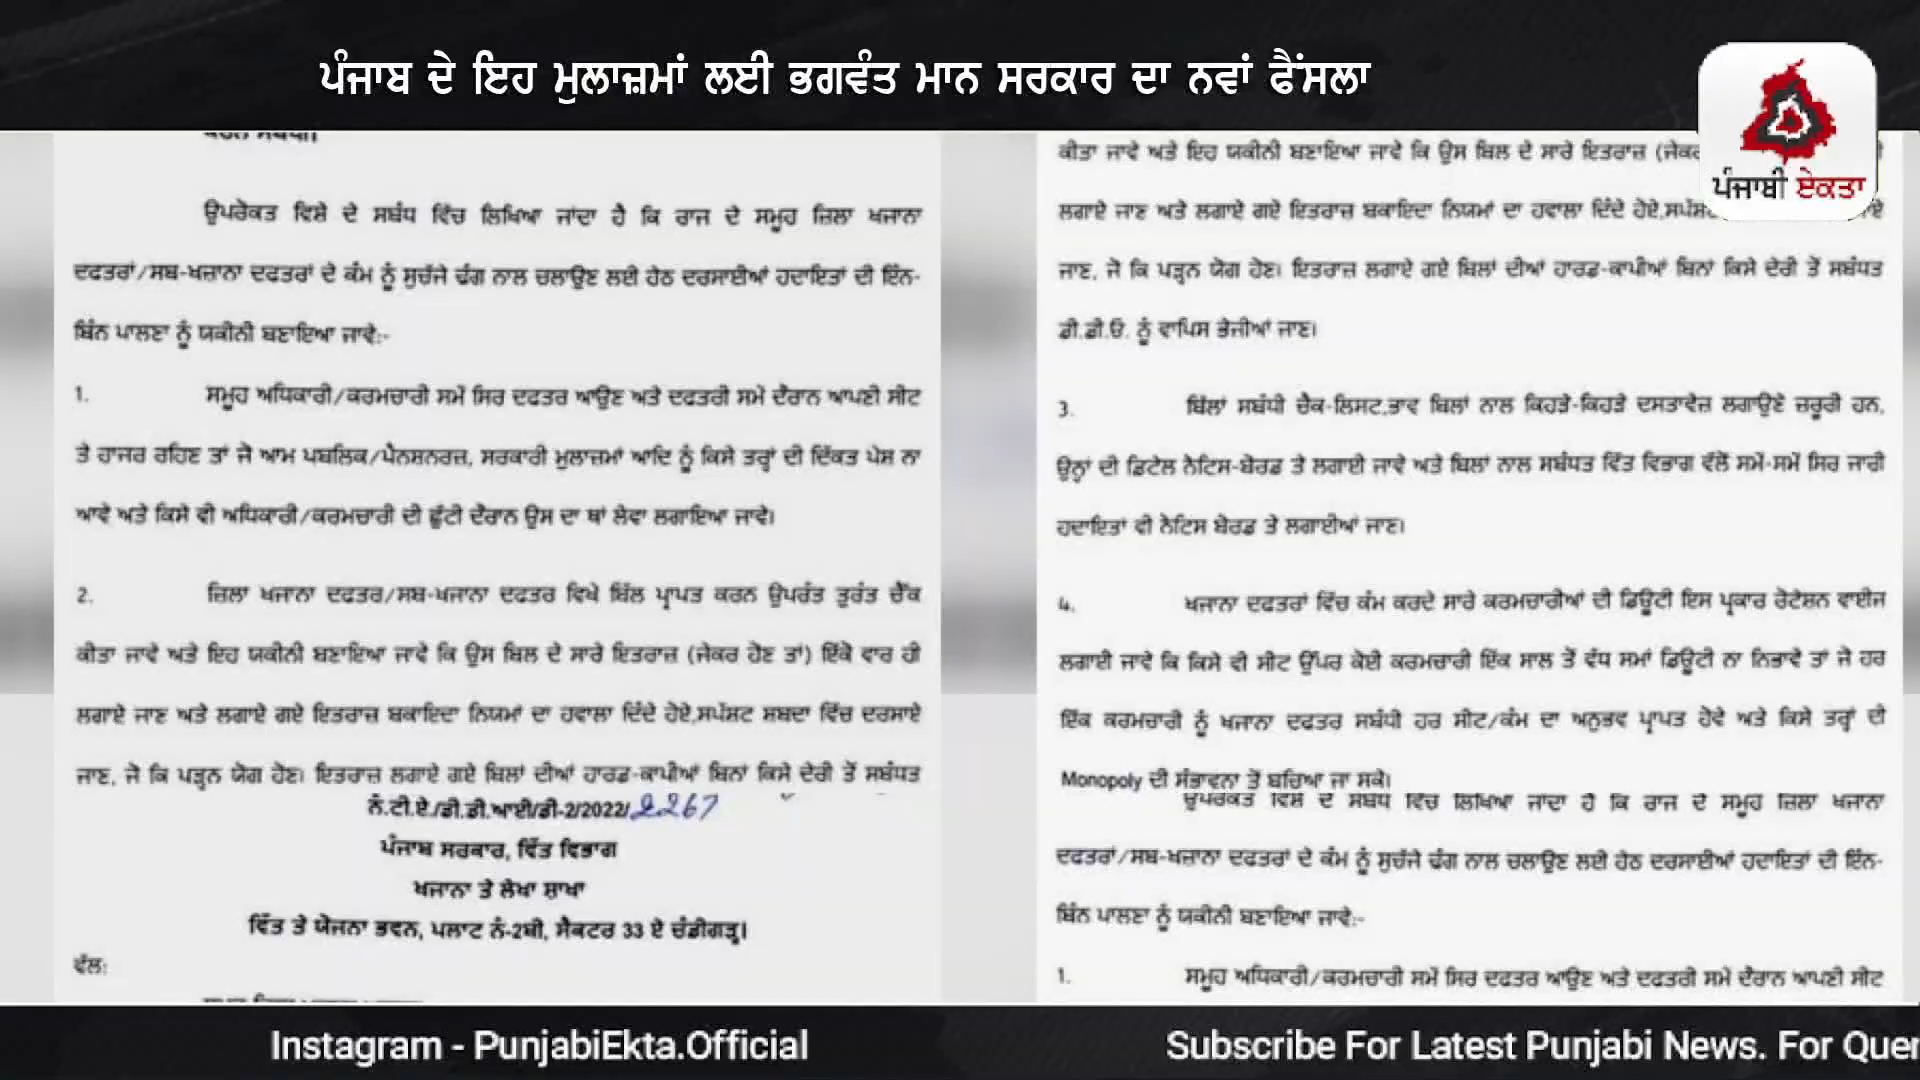 ਪੰਜਾਬ ਦੇ ਇਹ ਮੁਲਾਜ਼ਮਾਂ ਲਈ ਭਗਵੰਤ ਮਾਨ ਸਰਕਾਰ ਦਾ ਨਵਾਂ ਫੈਂਸਲਾ
ਪੰਜਾਬੀ ਏਕਤਾ
ਕਰਨ ਸਬੰਧੀ।
ਉਪਰੋਕਤ ਵਿਸ਼ੇ ਦੇ ਸਬੰਧ ਵਿੱਚ ਲਿਖਿਆ ਜਾਂਦਾ ਹੈ ਕਿ ਰਾਜ ਦੇ ਸਮੂਹ ਜ਼ਿਲਾ ਖਜਾਨਾ
ਦਫਤਰਾਂ/ਸਬ-ਖਜ਼ਾਨਾ ਦਫਤਰਾਂ ਦੇ ਕੰਮ ਨੂੰ ਸੁਚੱਜੇ ਢੰਗ ਨਾਲ ਚਲਾਉਣ ਲਈ ਹੇਠ ਦਰਸਾਈਆਂ ਹਦਾਇਤਾਂ ਦੀ ਇੰਨ-
ਬਿੰਨ ਪਾਲਣਾ ਨੂੰ ਯਕੀਨੀ ਬਣਾਇਆ ਜਾਵੇ:-
1. ਸਮੂਹ ਅਧਿਕਾਰੀ/ਕਰਮਚਾਰੀ ਸਮੇਂ ਸਿਰ ਦਫਤਰ ਆਉਣ ਅਤੇ ਦਫਤਰੀ ਸਮੇ ਦੌਰਾਨ ਆਪਣੀ ਸੀਟ
ਤੇ ਹਾਜਰ ਰਹਿਣ ਤਾਂ ਜੋ ਆਮ ਪਬਲਿਕ/ਪੈਨਸ਼ਨਰਜ਼, ਸਰਕਾਰੀ ਮੁਲਾਜ਼ਮਾਂ ਆਦਿ ਨੂੰ ਕਿਸੇ ਤਰ੍ਹਾਂ ਦੀ ਦਿੱਕਤ ਪੇਸ਼ ਨਾ
ਆਵੇ ਅਤੇ ਕਿਸੇ ਵੀ ਅਧਿਕਾਰੀ/ਕਰਮਚਾਰੀ ਦੀ ਛੁੱਟੀ ਦੌਰਾਨ ਉਸ ਦਾ ਥਾਂ ਲੇਵਾ ਲਗਾਇਆ ਜਾਵੇ।
2. ਜ਼ਿਲਾ ਖਜਾਨਾ ਦਫਤਰ/ਸਬ-ਖਜਾਨਾ ਦਫਤਰ ਵਿਖੇ ਬਿੱਲ ਪ੍ਰਾਪਤ ਕਰਨ ਉਪਰੰਤ ਤੁਰੰਤ ਚੈੱਕ
ਕੀਤਾ ਜਾਵੇ ਅਤੇ ਇਹ ਯਕੀਨੀ ਬਣਾਇਆ ਜਾਵੇ ਕਿ ਉਸ ਬਿਲ ਦੇ ਸਾਰੇ ਇਤਰਾਜ਼ (ਜੇਕਰ ਹੋਣ ਤਾਂ) ਇੱਕੋ ਵਾਰ ਹੀ
ਲਗਾਏ ਜਾਣ ਅਤੇ ਲਗਾਏ ਗਏ ਇਤਰਾਜ਼ ਬਕਾਇਦਾ ਨਿਯਮਾਂ ਦਾ ਹਵਾਲਾ ਦਿੰਦੇ ਹੋਏ,ਸਪੱਸ਼ਟ ਸ਼ਬਦਾ ਵਿੱਚ ਦਰਸਾਏ
ਜਾਣ, ਜੋ ਕਿ ਪੜ੍ਹਨ ਯੋਗ ਹੋਣ। ਇਤਰਾਜ਼ ਲਗਾਏ ਗਏ ਬਿਲਾਂ ਦੀਆਂ ਹਾਰਡ-ਕਾਪੀਆਂ ਬਿਨਾਂ ਕਿਸੇ ਦੇਰੀ ਤੋਂ ਸਬੰਧਤ
ਨੰ.ਟੀ.ਏ./ਡੀ.ਡੀ.ਆਈ/ਡੀ-2/2022/2267
ਪੰਜਾਬ ਸਰਕਾਰ, ਵਿੱਤ ਵਿਭਾਗ
ਖਜਾਨਾ ਤੇ ਲੇਖਾ ਸ਼ਾਖਾ
ਵਿੱਤ ਤੇ ਯੋਜਨਾ ਭਵਨ, ਪਲਾਟ ਨੰ-2ਬੀ, ਸੈਕਟਰ 33 ਏ ਚੰਡੀਗੜ੍ਹ।
ਵੱਲ:
ਕੀਤਾ ਜਾਵੇ ਅਤੇ ਇਹ ਯਕੀਨੀ ਬਣਾਇਆ ਜਾਵੇ ਕਿ ਉਸ ਬਿਲ ਦੇ ਸਾਰੇ ਇਤਰਾਜ਼ (ਜੇਕਰ
ਲਗਾਏ ਜਾਣ ਅਤੇ ਲਗਾਏ ਗਏ ਇਤਰਾਜ਼ ਬਕਾਇਦਾ ਨਿਯਮਾਂ ਦਾ ਹਵਾਲਾ ਦਿੰਦੇ ਹੋਏ,ਸਪੱਸ਼ਟ
ਜਾਣ, ਜੋ ਕਿ ਪੜ੍ਹਨ ਯੋਗ ਹੋਣ। ਇਤਰਾਜ਼ ਲਗਾਏ ਗਏ ਬਿਲਾਂ ਦੀਆਂ ਹਾਰਡ-ਕਾਪੀਆਂ ਬਿਨਾਂ ਕਿਸੇ ਦੇਰੀ ਤੋਂ ਸਬੰਧਤ
ਡੀ.ਡੀ.ਓ. ਨੂੰ ਵਾਪਿਸ ਭੇਜੀਆਂ ਜਾਣ।
3. ਬਿੱਲਾਂ ਸਬੰਧੀ ਚੈਕ-ਲਿਸਟ,ਭਾਵ ਬਿਲਾਂ ਨਾਲ ਕਿਹੜੇ-ਕਿਹੜੇ ਦਸਤਾਵੇਜ਼ ਲਗਾਉਣੇ ਜ਼ਰੂਰੀ ਹਨ,
ਉਨ੍ਹਾਂ ਦੀ ਡਿਟੇਲ ਨੋਟਿਸ-ਬੋਰਡ ਤੇ ਲਗਾਈ ਜਾਵੇ ਅਤੇ ਬਿਲਾਂ ਨਾਲ ਸਬੰਧਤ ਵਿੱਤ ਵਿਭਾਗ ਵੱਲੋਂ ਸਮੇਂ-ਸਮੇਂ ਸਿਰ ਜਾਰੀ
ਹਦਾਇਤਾਂ ਵੀ ਨੋਟਿਸ ਬੋਰਡ ਤੇ ਲਗਾਈਆਂ ਜਾਣ।
4. ਖਜਾਨਾ ਦਫਤਰਾਂ ਵਿੱਚ ਕੰਮ ਕਰਦੇ ਸਾਰੇ ਕਰਮਚਾਰੀਆਂ ਦੀ ਡਿਊਟੀ ਇਸ ਪ੍ਰਕਾਰ ਰੋਟੇਸ਼ਨ ਵਾਈਜ
ਲਗਾਈ ਜਾਵੇ ਕਿ ਕਿਸੇ ਵੀ ਸੀਟ ਉੱਪਰ ਕੋਈ ਕਰਮਚਾਰੀ ਇੱਕ ਸਾਲ ਤੋਂ ਵੱਧ ਸਮਾਂ ਡਿਊਟੀ ਨਾ ਨਿਭਾਵੇ ਤਾਂ ਜੋ ਹਰ
ਇੱਕ ਕਰਮਚਾਰੀ ਨੂੰ ਖਜਾਨਾ ਦਫਤਰ ਸਬੰਧੀ ਹਰ ਸੀਟ/ਕੰਮ ਦਾ ਅਨੁਭਵ ਪ੍ਰਾਪਤ ਹੋਵੇ ਅਤੇ ਕਿਸੇ ਤਰ੍ਹਾਂ ਦੀ
Monopoly ਦੀ ਸੰਭਾਵਨਾ ਤੋਂ ਬਚਿਆ ਜਾ ਸਕੇ।
ਉਪਰੋਕਤ ਵਿਸ਼ੇ ਦੇ ਸਬੰਧ ਵਿੱਚ ਲਿਖਿਆ ਜਾਂਦਾ ਹੈ ਕਿ ਰਾਜ ਦੇ ਸਮੂਹ ਜ਼ਿਲਾ ਖਜਾਨਾ
ਦਫਤਰਾਂ/ਸਬ-ਖਜ਼ਾਨਾ ਦਫਤਰਾਂ ਦੇ ਕੰਮ ਨੂੰ ਸੁਚੱਜੇ ਢੰਗ ਨਾਲ ਚਲਾਉਣ ਲਈ ਹੇਠ ਦਰਸਾਈਆਂ ਹਦਾਇਤਾਂ ਦੀ ਇੰਨ-
ਬਿੰਨ ਪਾਲਣਾ ਨੂੰ ਯਕੀਨੀ ਬਣਾਇਆ ਜਾਵੇ:-
1. ਸਮੂਹ ਅਧਿਕਾਰੀ/ਕਰਮਚਾਰੀ ਸਮੇਂ ਸਿਰ ਦਫਤਰ ਆਉਣ ਅਤੇ ਦਫਤਰੀ ਸਮੇ ਦੌਰਾਨ ਆਪਣੀ ਸੀਟ
Instagram - PunjabiEkta.Official
Subscribe For Latest Punjabi News. For Quer